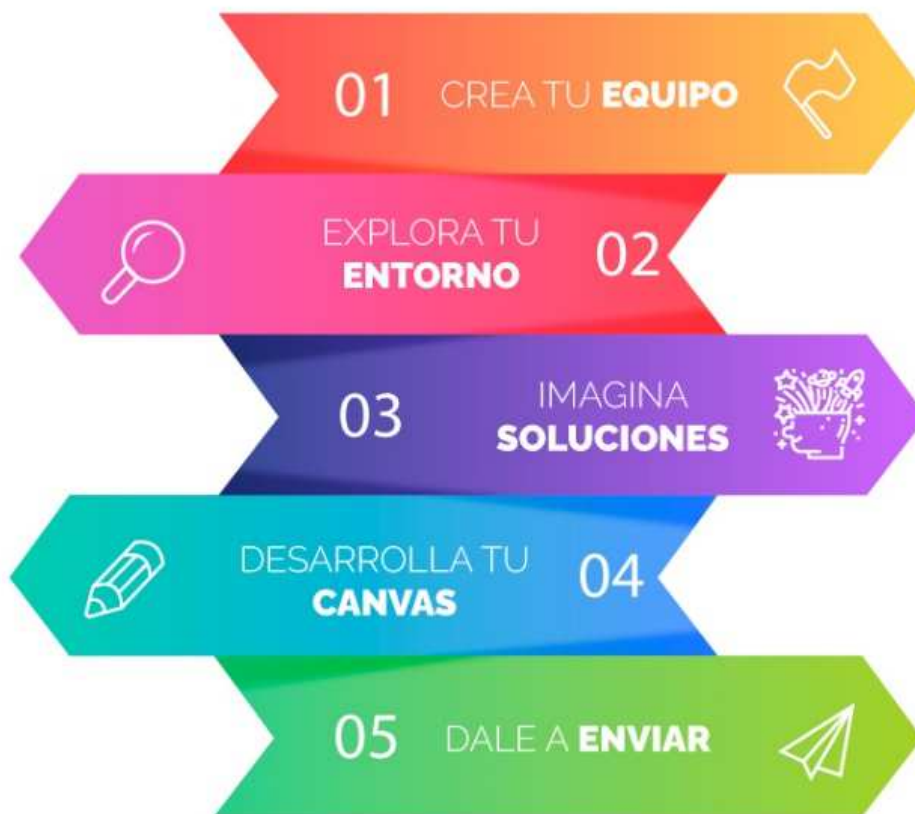 01 CREA TU EQUIPO
EXPLORA TU
ENTORNO
02
03
IMAGINA
SOLUCIONES
DESARROLLA TU
CANVAS
04
05 DALE A ENVIAR